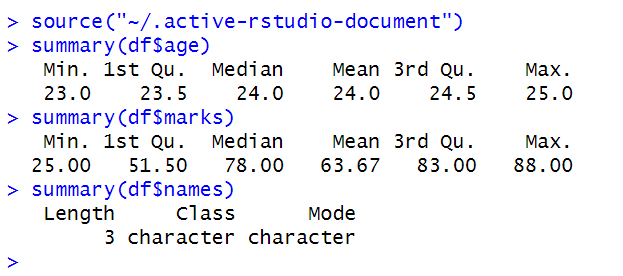 > source("~/.active-rstudio-document")
> summary(df$age)
   Min. 1st Qu.  Median    Mean 3rd Qu.    Max.
   23.0    23.5    24.0    24.0    24.5    25.0
> summary(df$marks)
   Min. 1st Qu.  Median    Mean 3rd Qu.    Max.
  25.00   51.50   78.00   63.67   83.00   88.00
> summary(df$names)
   Length     Class      Mode
        3 character character
>